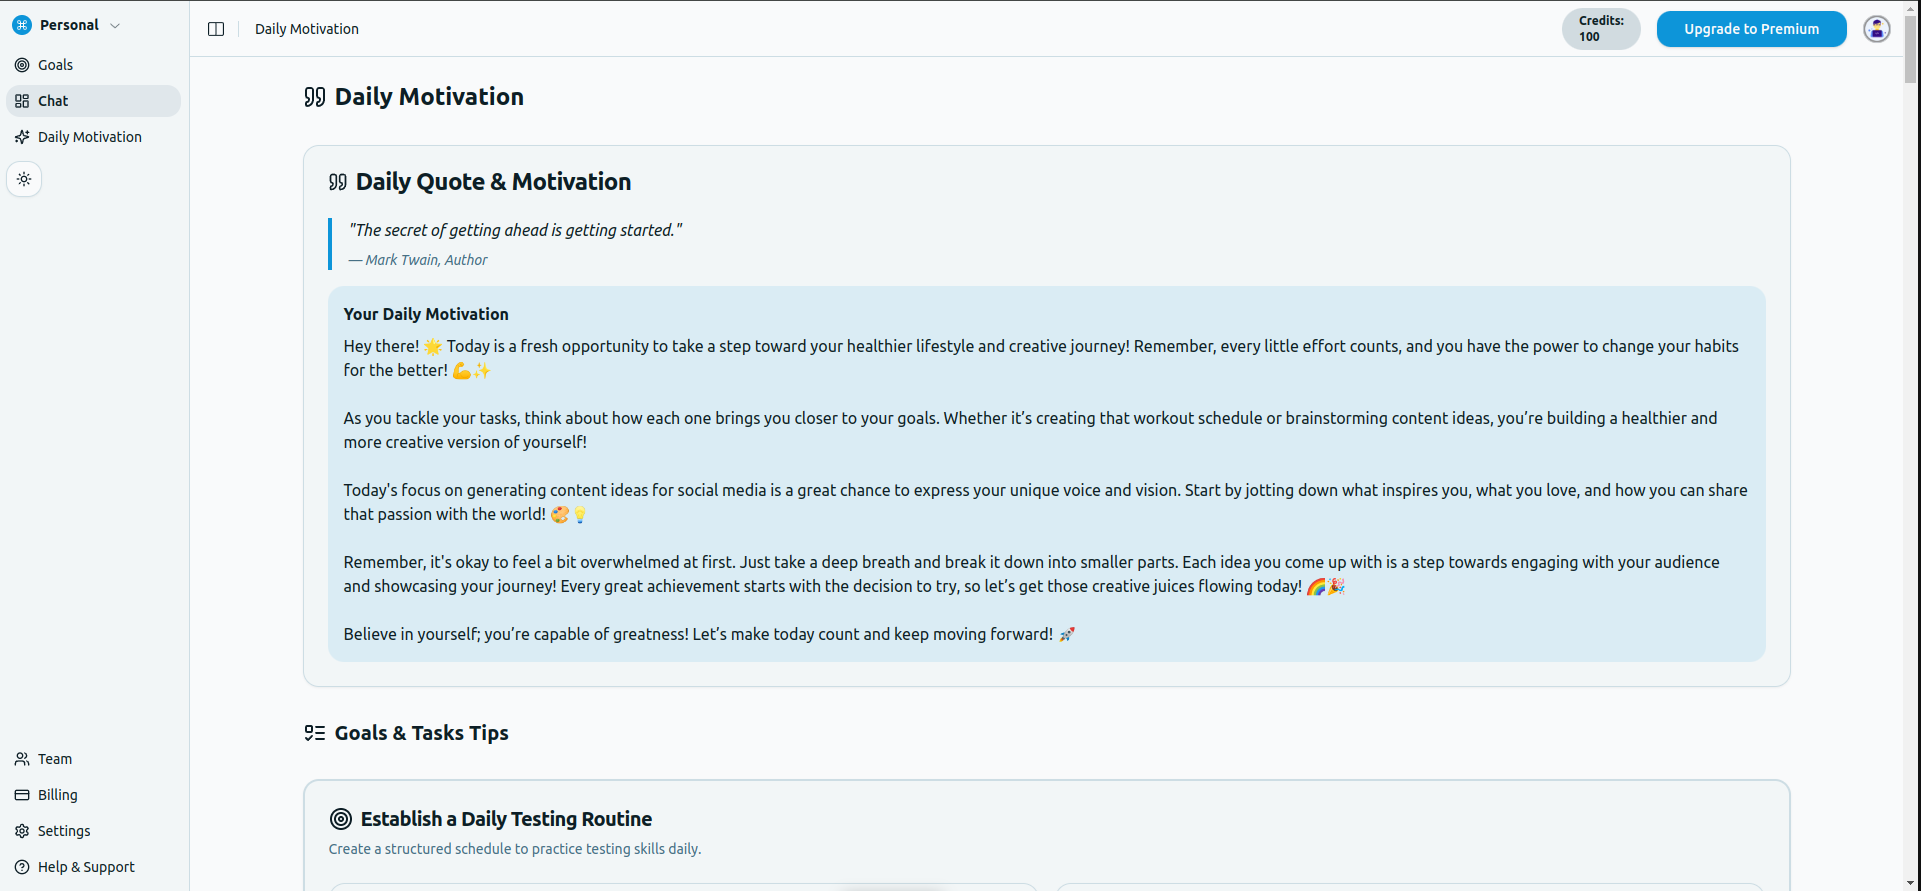 Personal
Goals
Chat
Daily Motivation
Team
Billing
Settings
Help & Support
Daily Motivation
Credits:
100
Upgrade to Premium
Daily Motivation
Daily Quote & Motivation
"The secret of getting ahead is getting started."
— Mark Twain, Author
Your Daily Motivation
Hey there! 🌟 Today is a fresh opportunity to take a step toward your healthier lifestyle and creative journey! Remember, every little effort counts, and you have the power to change your habits
for the better! 💪✨
As you tackle your tasks, think about how each one brings you closer to your goals. Whether it’s creating that workout schedule or brainstorming content ideas, you’re building a healthier and
more creative version of yourself!
Today's focus on generating content ideas for social media is a great chance to express your unique voice and vision. Start by jotting down what inspires you, what you love, and how you can share
that passion with the world! 🎨💡
Remember, it's okay to feel a bit overwhelmed at first. Just take a deep breath and break it down into smaller parts. Each idea you come up with is a step towards engaging with your audience
and showcasing your journey! Every great achievement starts with the decision to try, so let’s get those creative juices flowing today! 🌈🎉
Believe in yourself; you’re capable of greatness! Let’s make today count and keep moving forward! 🚀
Goals & Tasks Tips
Establish a Daily Testing Routine
Create a structured schedule to practice testing skills daily.